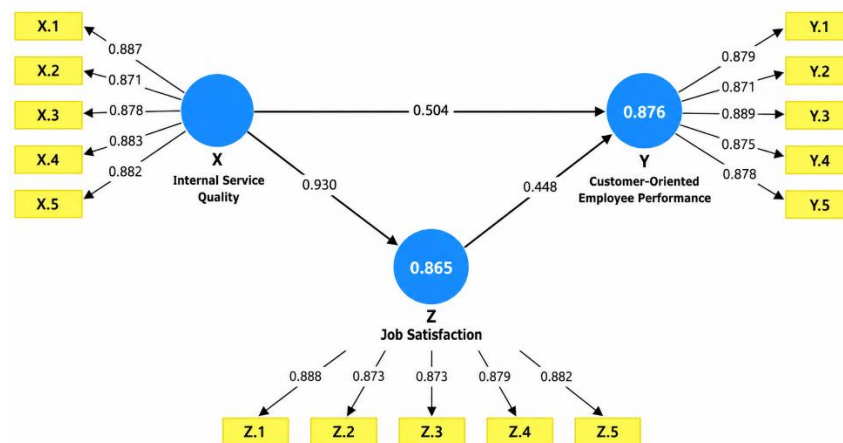 X.1
X.2
X.3
X.4
X.5
0.887
0.871
0.878
0.883
0.882
X
Internal Service
Quality
0.504
0.930
0.448
0.876
Y
Customer-Oriented
Employee Performance
0.879
0.871
0.889
0.875
0.878
Y.1
Y.2
Y.3
Y.4
Y.5
0.865
Z
Job Satisfaction
0.888
0.873
0.873
0.879
0.882
Z.1
Z.2
Z.3
Z.4
Z.5